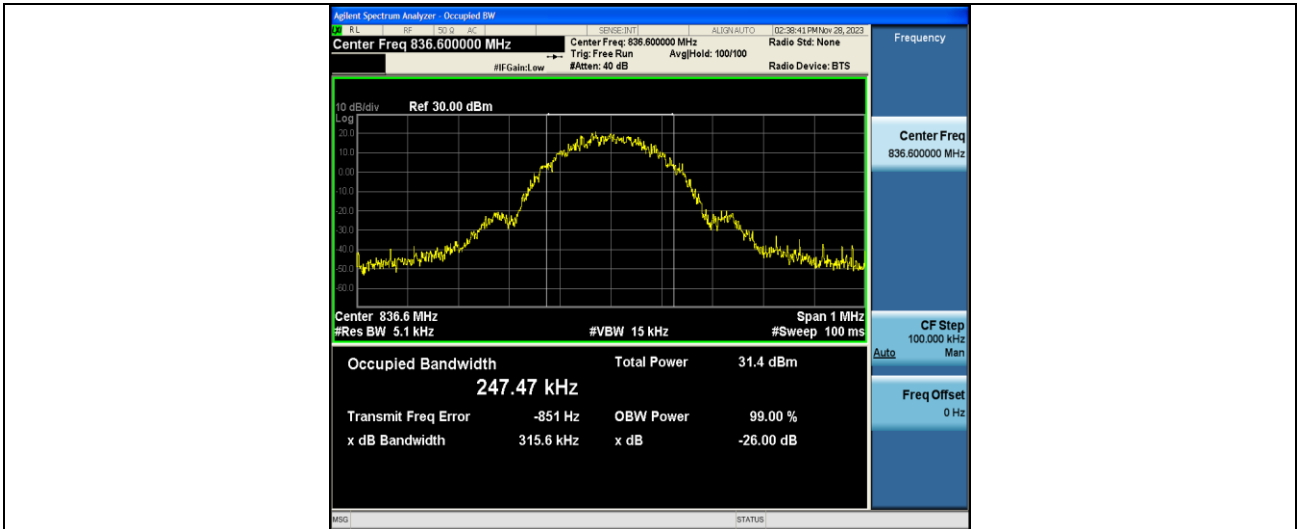 Agilent Spectrum Analyzer - Occupied BW
RL RF 50 Ω AC SENSE:INT ALIGN AUTO 02:38:41 PM Nov 28, 2023
Center Freq 836.600000 MHz
Center Freq: 836.600000 MHz
Radio Std: None
Trig: Free Run Avg|Hold: 100/100
#IFGain:Low
#Atten: 40 dB
Radio Device: BTS
Frequency
10 dB/div Ref 30.00 dBm
Log
20.0
10.0
0.00
-10.0
-20.0
-30.0
-40.0
-50.0
-60.0
Center 836.6 MHz Span 1 MHz
#Res BW 5.1 kHz #VBW 15 kHz #Sweep 100 ms
Center Freq
836.600000 MHz
CF Step
100.000 kHz
Auto Man
Freq Offset
0 Hz
Occupied Bandwidth Total Power 31.4 dBm
247.47 kHz
Transmit Freq Error -851 Hz OBW Power 99.00 %
x dB Bandwidth 315.6 kHz x dB -26.00 dB
MSG STATUS